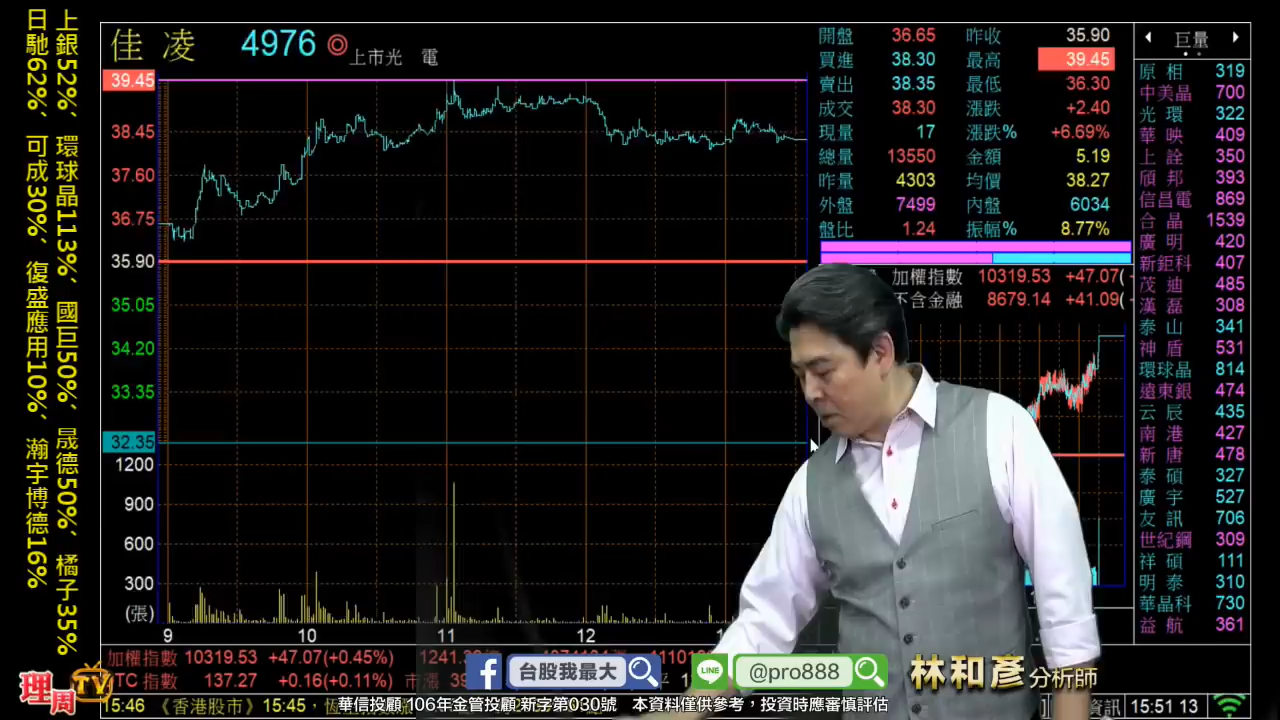 上銀52%, 環球晶113%, 國巨50%, 晟德50%, 橘子35%
日馳62%, 可成30%, 復盛應用10%, 瀚宇博德16%
佳凌 4976 ◎ 上市光 電
39.45
38.45
37.60
36.75
35.90
35.05
34.20
33.35
32.35
1200
900
600
300
(張)
9 10 11 12
開盤 36.65 昨收 35.90
買進 38.30 最高 39.45
賣出 38.35 最低 36.30
成交 38.30 漲跌 +2.40
現量 17 漲跌% +6.69%
總量 13550 金額 5.19
昨量 4303 均價 38.27
外盤 7499 內盤 6034
盤比 1.24 振幅% 8.77%
加權指數 10319.53 +47.07(
不含金融 8679.14 +41.09(
巨量
原相 319
中美晶 700
光環 322
華映 409
上詮 350
頎邦 393
信昌電 869
合晶 1539
廣明 420
新鉅科 407
茂迪 485
漢磊 308
泰山 341
神盾 531
環球晶 814
遠東銀 474
云辰 435
南港 427
新唐 478
泰碩 327
廣宇 527
友訊 706
世紀鋼 309
祥碩 111
明泰 310
華晶科 730
益航 361
加權指數 10319.53 +47.07(+0.45%)
TC 指數 137.27 +0.16(+0.11%)
台股我最大
LINE @pro888
林和彥 分析師
理周TV
15:46 《香港股市》 15:45,
資訊 15:51 13
華信投顧 106年金管投顧新字第030號 本資料僅供參考，投資時應審慎評估